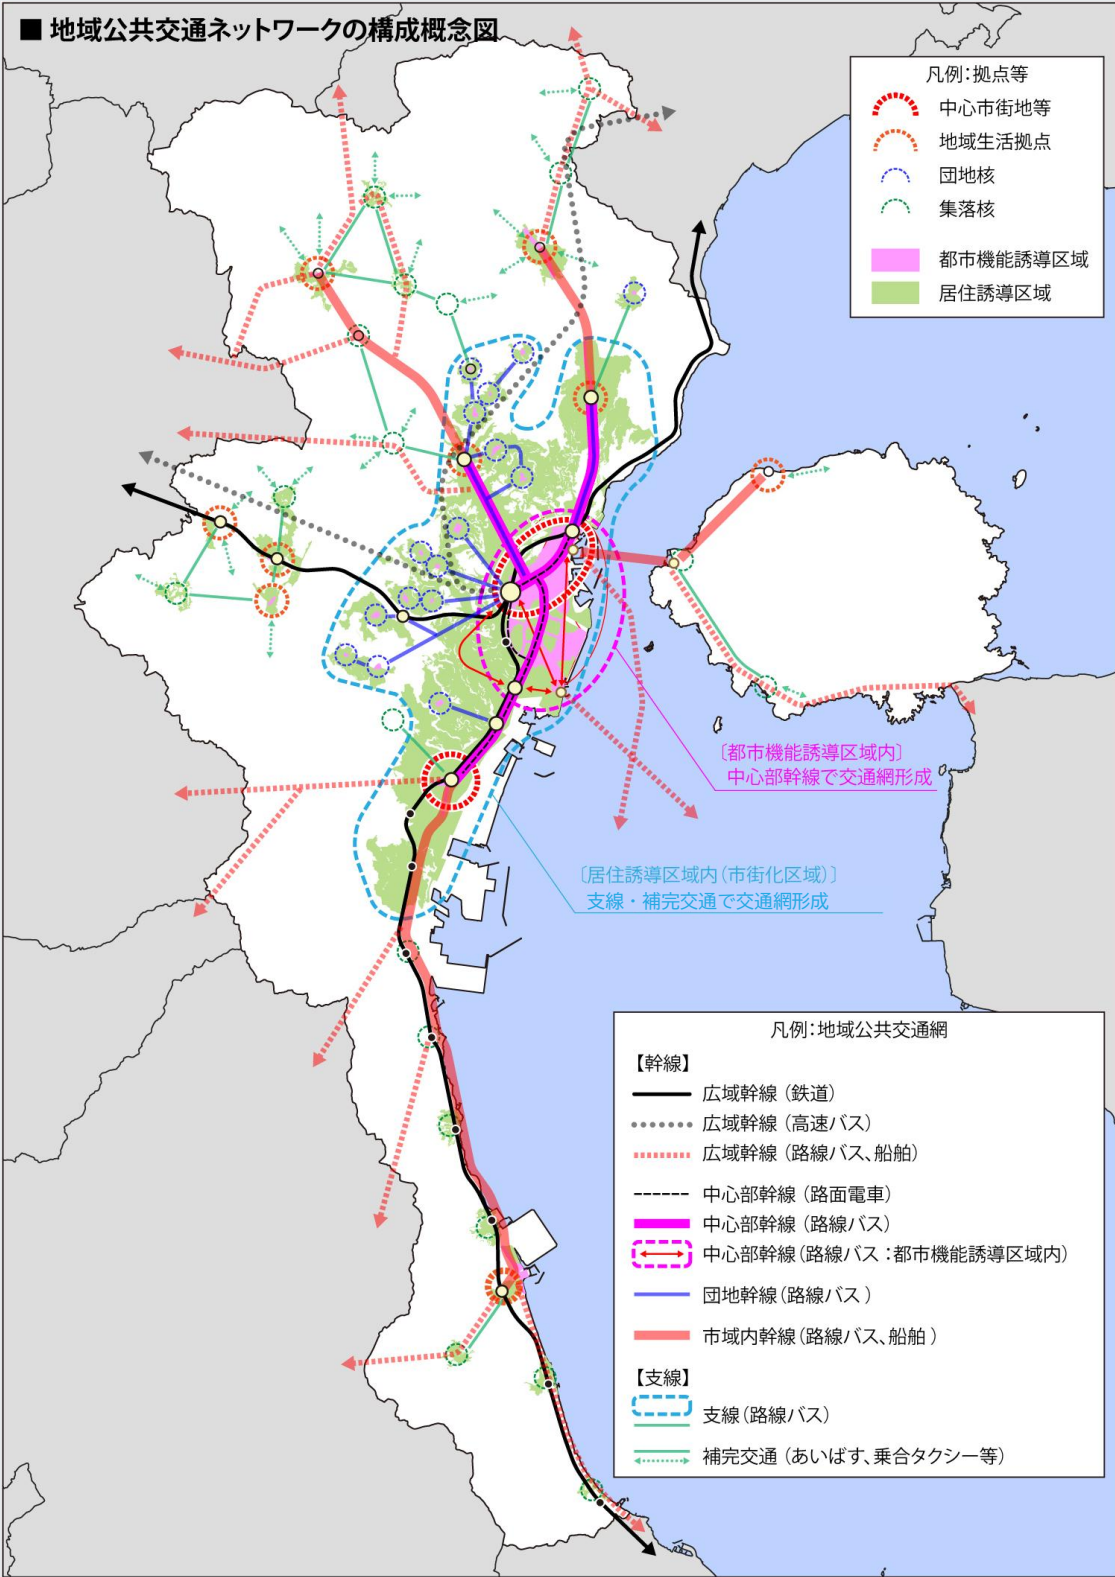 ■ 地域公共交通ネットワークの構成概念図
凡例:拠点等
中心市街地等
地域生活拠点
団地核
集落核
都市機能誘導区域
居住誘導区域
〔都市機能誘導区域内〕
中心部幹線で交通網形成
〔居住誘導区域内(市街化区域)〕
支線・補完交通で交通網形成
凡例:地域公共交通網
【幹線】
広域幹線(鉄道)
広域幹線(高速バス)
広域幹線(路線バス、船舶)
中心部幹線(路面電車)
中心部幹線(路線バス)
中心部幹線(路線バス:都市機能誘導区域内)
団地幹線(路線バス)
市域内幹線(路線バス、船舶)
【支線】
支線(路線バス)
補完交通(あいばす、乗合タクシー等)